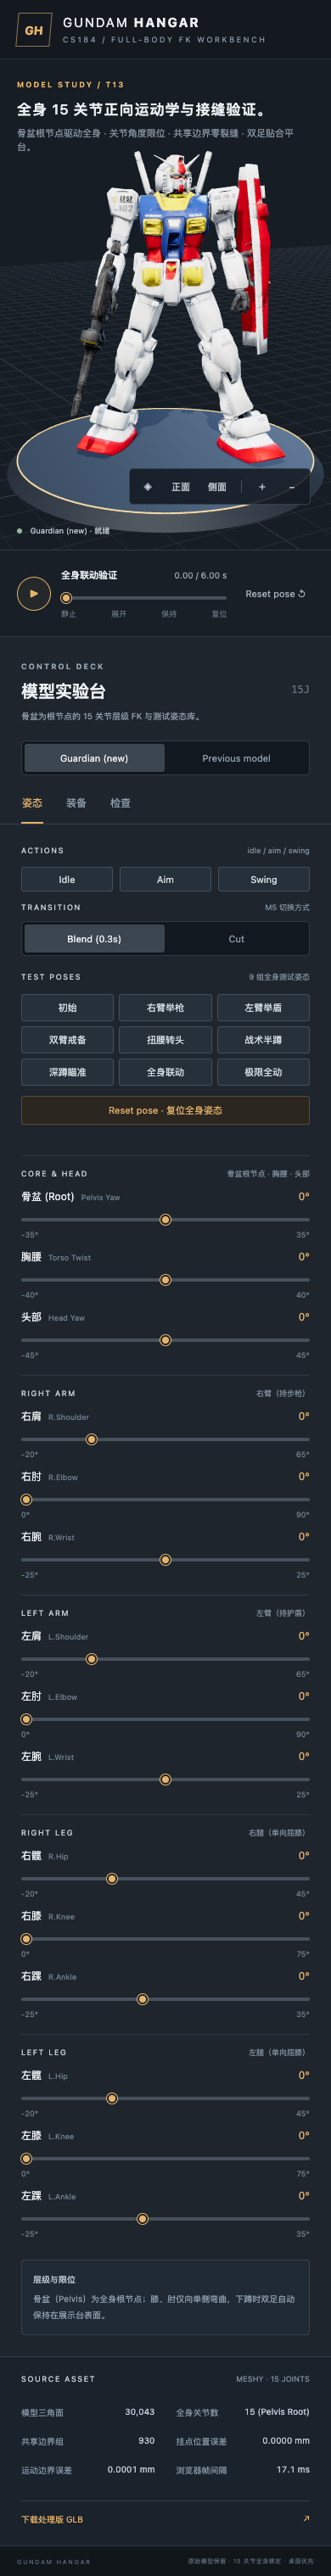 GH
GUNDAM HANGAR
CS184 / FULL-BODY FK WORKBENCH
MODEL STUDY / T13
全身 15 关节正向运动学与接缝验证。
骨盆根节点驱动全身 · 关节角度限位 · 共享边界零裂缝 · 双足贴合平
台。
正面 侧面 + −
Guardian (new) · 就绪
全身联动验证 0.00 / 6.00 s
Reset pose
静止 展开 保持 复位
CONTROL DECK
模型实验台 15J
骨盆为根节点的 15 关节层级 FK 与测试姿态库。
Guardian (new) Previous model
姿态 装备 检查
ACTIONS idle / aim / swing
Idle Aim Swing
TRANSITION M5 切换方式
Blend (0.3s) Cut
TEST POSES 9 组全身测试姿态
初始 右臂举枪 左臂举盾
双臂戒备 扭腰转头 战术半蹲
深蹲瞄准 全身联动 极限全动
Reset pose · 复位全身姿态
CORE & HEAD 骨盆根节点 · 胸腰 · 头部
骨盆 (Root) Pelvis Yaw 0°
-35° 35°
胸腰 Torso Twist 0°
-40° 40°
头部 Head Yaw 0°
-45° 45°
RIGHT ARM 右臂（持步枪）
右肩 R.Shoulder 0°
-20° 65°
右肘 R.Elbow 0°
0° 90°
右腕 R.Wrist 0°
-25° 25°
LEFT ARM 左臂（持护盾）
左肩 L.Shoulder 0°
-20° 65°
左肘 L.Elbow 0°
0° 90°
左腕 L.Wrist 0°
-25° 25°
RIGHT LEG 右腿（单向屈膝）
右髋 R.Hip 0°
-20° 45°
右膝 R.Knee 0°
0° 75°
右踝 R.Ankle 0°
-25° 35°
LEFT LEG 左腿（单向屈膝）
左髋 L.Hip 0°
-20° 45°
左膝 L.Knee 0°
0° 75°
左踝 L.Ankle 0°
-25° 35°
层级与限位
骨盆（Pelvis）为全身根节点；膝、肘仅向单侧弯曲，下蹲时双足自动
保持在展示台表面。
SOURCE ASSET MESHY · 15 JOINTS
模型三角面 30,043 全身关节数 15 (Pelvis Root)
共享边界组 930 挂点位置误差 0.0000 mm
运动边界误差 0.0001 mm 浏览器帧间隔 17.1 ms
下载处理版 GLB ↗
GUNDAM HANGAR 原始模型保留 · 15 关节全身绑定 · 桌面优先